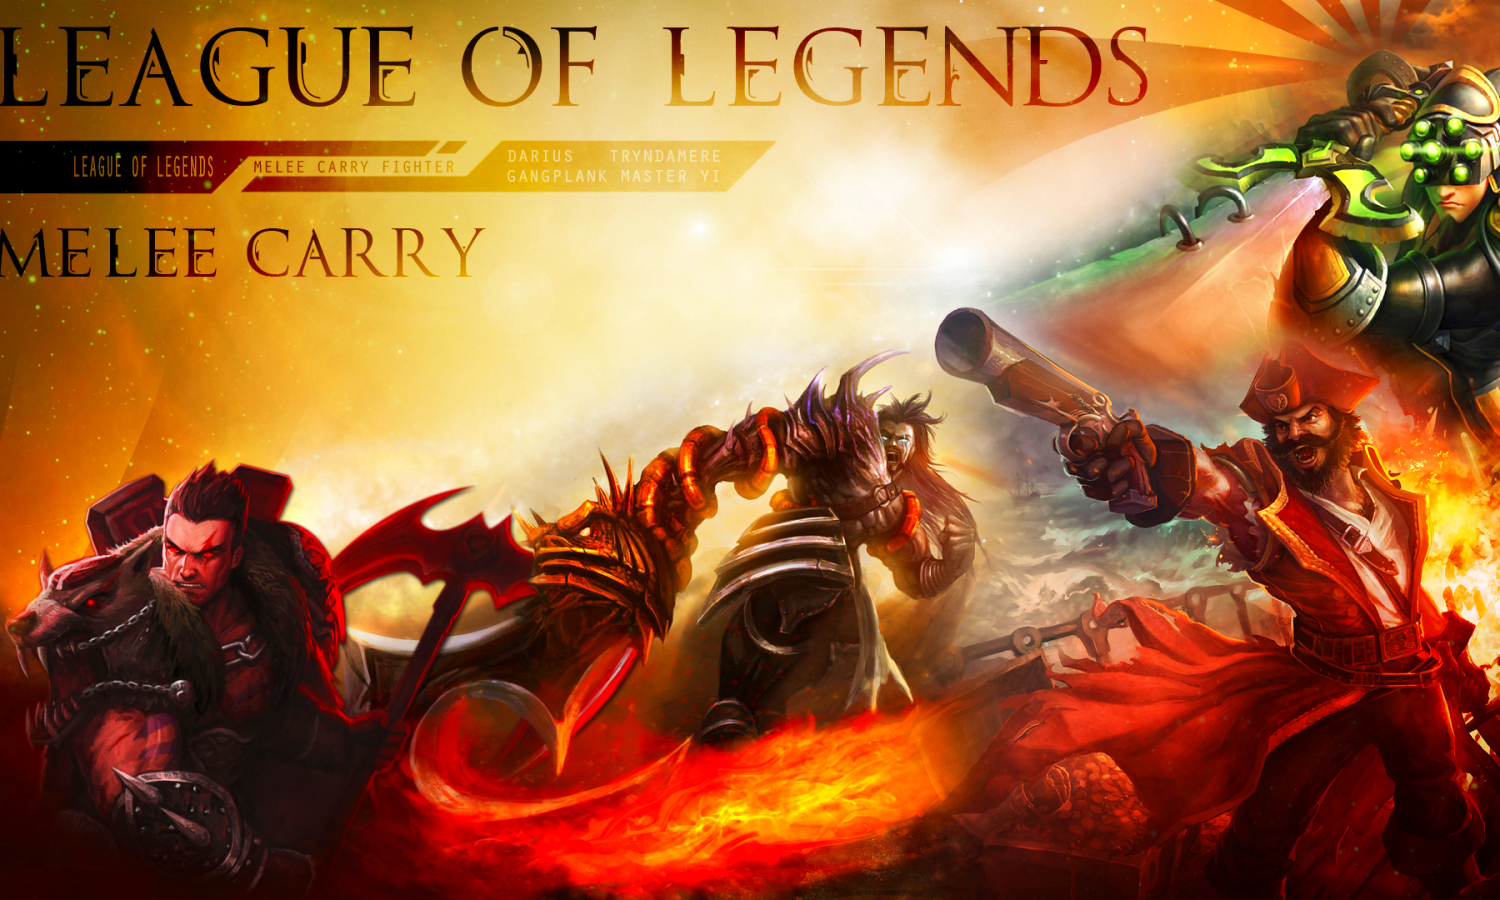 LEAGUE OF LEGENDS
LEAGUE OF LEGENDS
MELEE CARRY FIGHTER
DARIUS TRYNDAMERE
GANGPLANK MASTER YI
MELEE CARRY